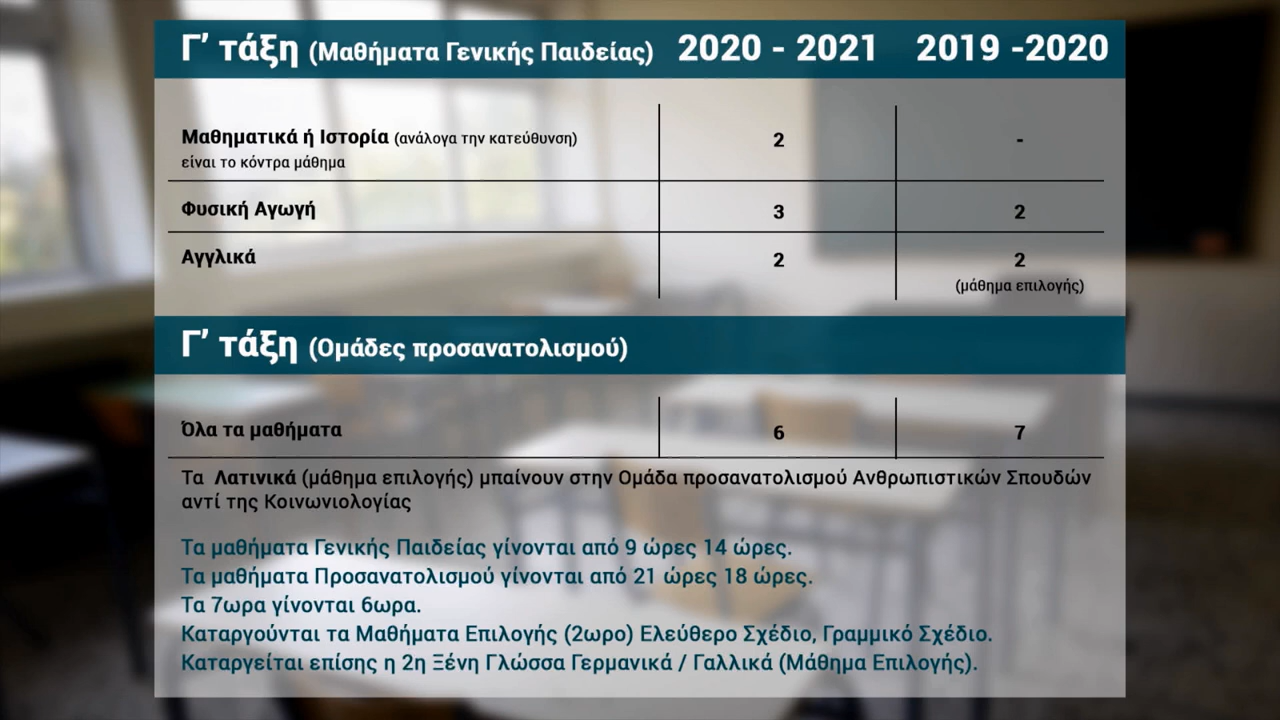 Γ’ τάξη (Μαθήματα Γενικής Παιδείας) 2020 - 2021 2019 -2020
Μαθηματικά ή Ιστορία (ανάλογα την κατεύθυνση) 2 -
είναι το κόντρα μάθημα
Φυσική Αγωγή 3 2
Αγγλικά 2 2
(μάθημα επιλογής)
Γ’ τάξη (Ομάδες προσανατολισμού)
Όλα τα μαθήματα 6 7
Τα Λατινικά (μάθημα επιλογής) μπαίνουν στην Ομάδα προσανατολισμού Ανθρωπιστικών Σπουδών
αντί της Κοινωνιολογίας
Τα μαθήματα Γενικής Παιδείας γίνονται από 9 ώρες 14 ώρες.
Τα μαθήματα Προσανατολισμού γίνονται από 21 ώρες 18 ώρες.
Τα 7ωρα γίνονται 6ωρα.
Καταργούνται τα Μαθήματα Επιλογής (2ωρο) Ελεύθερο Σχέδιο, Γραμμικό Σχέδιο.
Καταργείται επίσης η 2η Ξένη Γλώσσα Γερμανικά / Γαλλικά (Μάθημα Επιλογής).